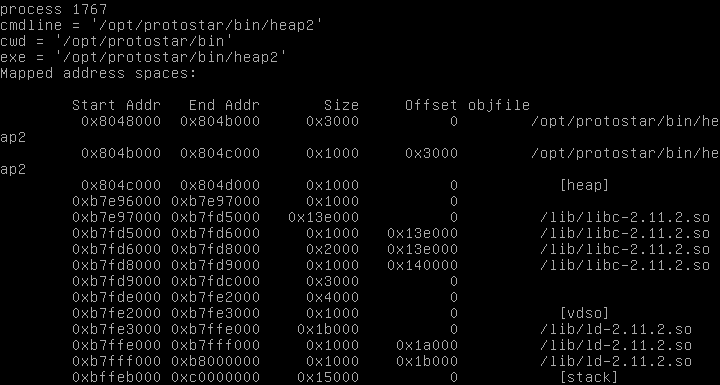 process 1767
cmdline = '/opt/protostar/bin/heap2'
cwd = '/opt/protostar/bin'
exe = '/opt/protostar/bin/heap2'
Mapped address spaces:
Start Addr End Addr Size Offset objfile
0x8048000 0x804b000 0x3000 0 /opt/protostar/bin/he
ap2
0x804b000 0x804c000 0x1000 0x3000 /opt/protostar/bin/he
ap2
0x804c000 0x804d000 0x1000 0 [heap]
0xb7e96000 0xb7e97000 0x1000 0
0xb7e97000 0xb7fd5000 0x13e000 0 /lib/libc-2.11.2.so
0xb7fd5000 0xb7fd6000 0x1000 0x13e000 /lib/libc-2.11.2.so
0xb7fd6000 0xb7fd8000 0x2000 0x13e000 /lib/libc-2.11.2.so
0xb7fd8000 0xb7fd9000 0x1000 0x140000 /lib/libc-2.11.2.so
0xb7fd9000 0xb7fdc000 0x3000 0
0xb7fde000 0xb7fe2000 0x4000 0
0xb7fe2000 0xb7fe3000 0x1000 0 [vdso]
0xb7fe3000 0xb7ffe000 0x1b000 0 /lib/ld-2.11.2.so
0xb7ffe000 0xb7fff000 0x1000 0x1a000 /lib/ld-2.11.2.so
0xb7fff000 0xb8000000 0x1000 0x1b000 /lib/ld-2.11.2.so
0xbffeb000 0xc0000000 0x15000 0 [stack]